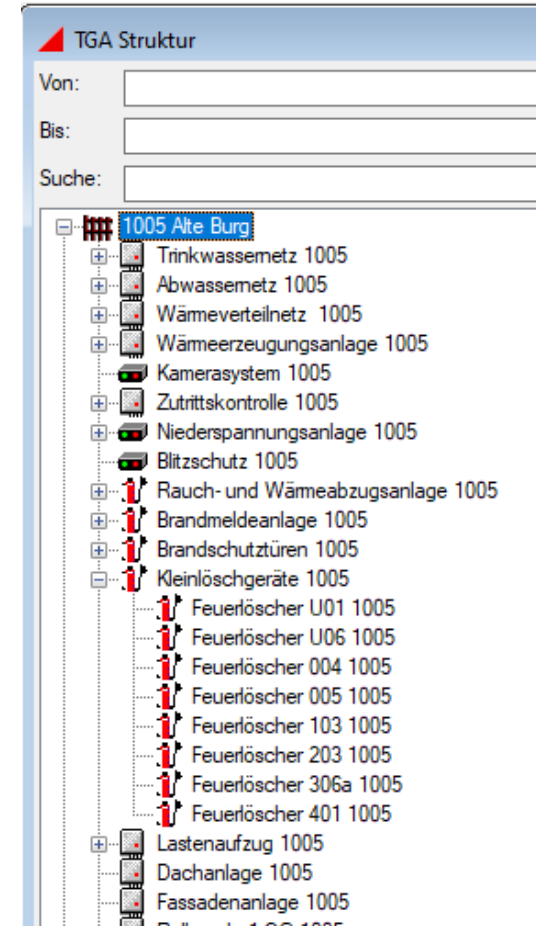 TGA Struktur
Von:
Bis:
Suche:
1005 Alte Burg
Trinkwassernetz 1005
Abwassernetz 1005
Wärmeverteilnetz 1005
Wärmeerzeugungsanlage 1005
Kamerasystem 1005
Zutrittskontrolle 1005
Niederspannungsanlage 1005
Blitzschutz 1005
Rauch- und Wärmeabzugsanlage 1005
Brandmeldeanlage 1005
Brandschutztüren 1005
Kleinlöschgeräte 1005
Feuerlöscher U01 1005
Feuerlöscher U06 1005
Feuerlöscher 004 1005
Feuerlöscher 005 1005
Feuerlöscher 103 1005
Feuerlöscher 203 1005
Feuerlöscher 306a 1005
Feuerlöscher 401 1005
Lastenaufzug 1005
Dachanlage 1005
Fassadenanlage 1005